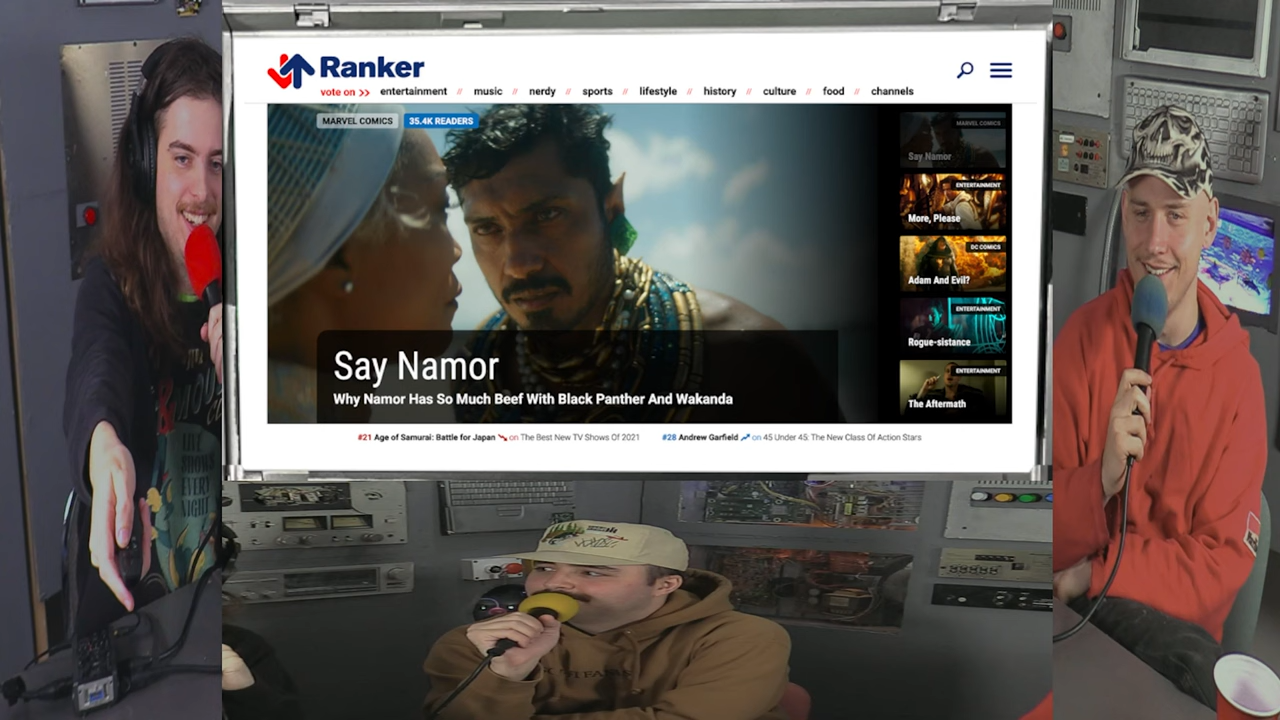 Ranker
vote on >> entertainment // music // nerdy // sports // lifestyle // history // culture // food // channels
MARVEL COMICS 35.4K READERS
MARVEL COMICS
Say Namor
ENTERTAINMENT
More, Please
DC COMICS
Adam And Evil?
ENTERTAINMENT
Rogue-sistance
ENTERTAINMENT
The Aftermath
Say Namor
Why Namor Has So Much Beef With Black Panther And Wakanda
#21 Age of Samurai: Battle for Japan on The Best New TV Shows Of 2021 #28 Andrew Garfield on 45 Under 45: The New Class Of Action Stars
LIVE
SHOWS
EVERY
NIGHT